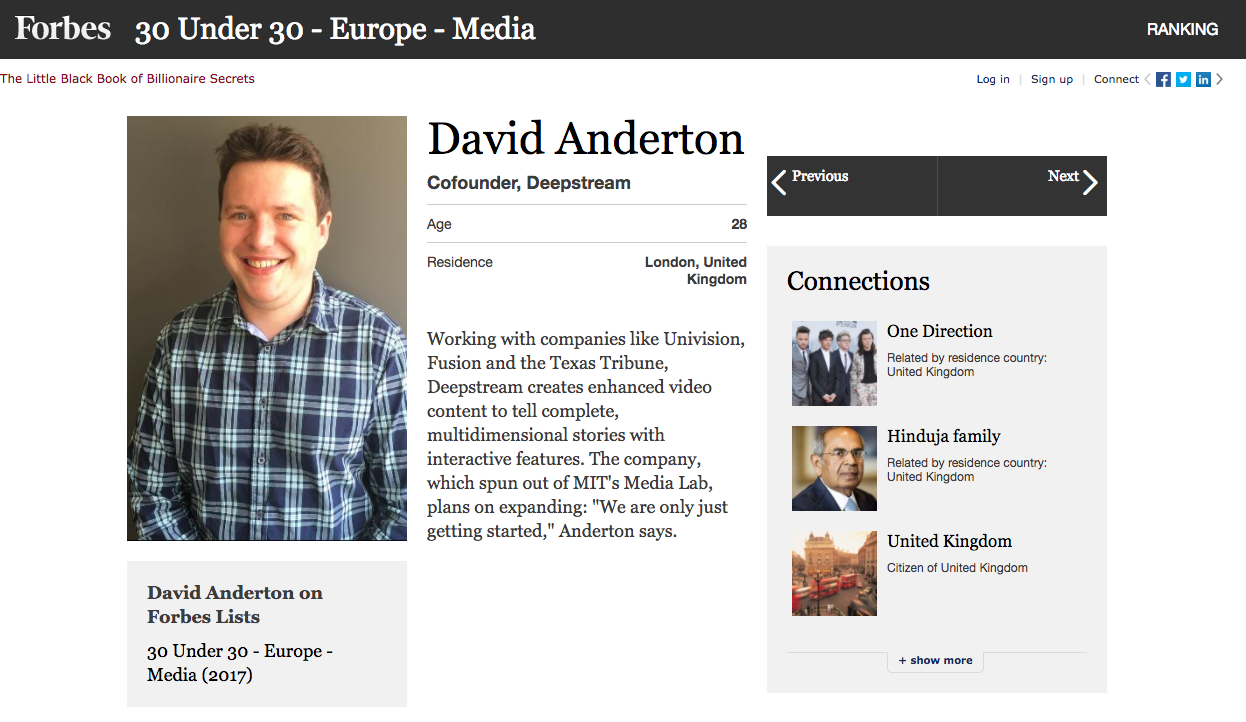 Forbes 30 Under 30 - Europe - Media RANKING
The Little Black Book of Billionaire Secrets
Log in | Sign up | Connect
David Anderton
Cofounder, Deepstream
Age 28
Residence London, United
Kingdom
Working with companies like Univision,
Fusion and the Texas Tribune,
Deepstream creates enhanced video
content to tell complete,
multidimensional stories with
interactive features. The company,
which spun out of MIT's Media Lab,
plans on expanding: "We are only just
getting started," Anderton says.
David Anderton on
Forbes Lists
30 Under 30 - Europe -
Media (2017)
Previous Next
Connections
One Direction
Related by residence country:
United Kingdom
Hinduja family
Related by residence country:
United Kingdom
United Kingdom
Citizen of United Kingdom
+ show more